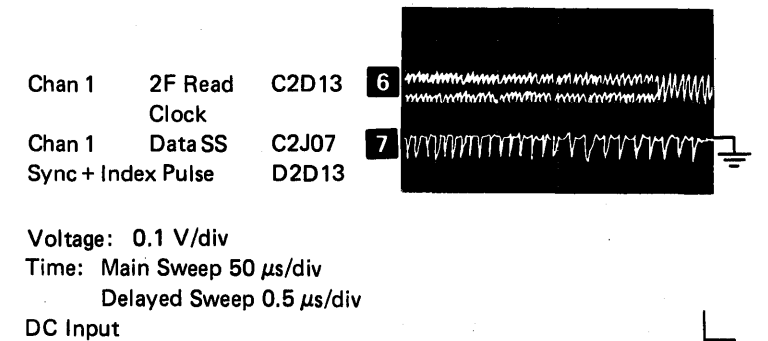 Chan 1 2F Read C2D13 6
Clock
Chan 1 Data SS C2J07 7
Sync + Index Pulse D2D13
Voltage: 0.1 V/div
Time: Main Sweep 50 μs/div
Delayed Sweep 0.5 μs/div
DC Input